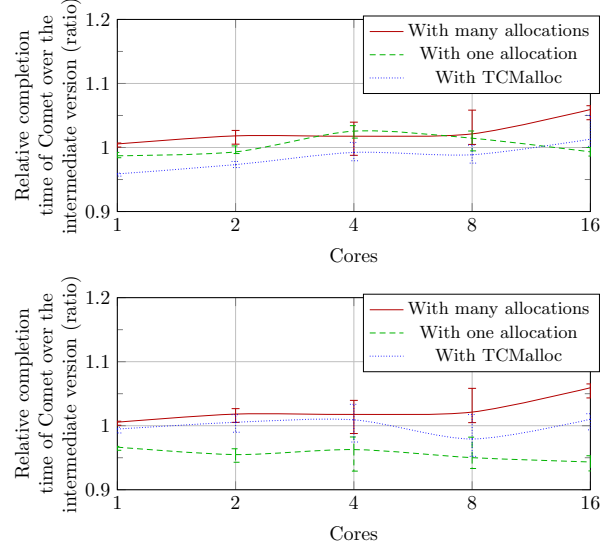 With many allocations
With one allocation
With TCMalloc
1.2
1.1
1
0.9
1
2
4
8
16
Cores
Relative completion
time of Comet over the
intermediate version (ratio)
With many allocations
With one allocation
With TCMalloc
1.2
1.1
1
0.9
1
2
4
8
16
Cores
Relative completion
time of Comet over the
intermediate version (ratio)